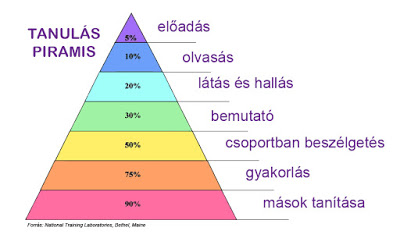 TANULÁS
PIRAMIS
5% előadás
10% olvasás
20% látás és hallás
30% bemutató
50% csoportban beszélgetés
75% gyakorlás
90% mások tanítása
Forrás: National Training Laboratories, Bethel, Maine